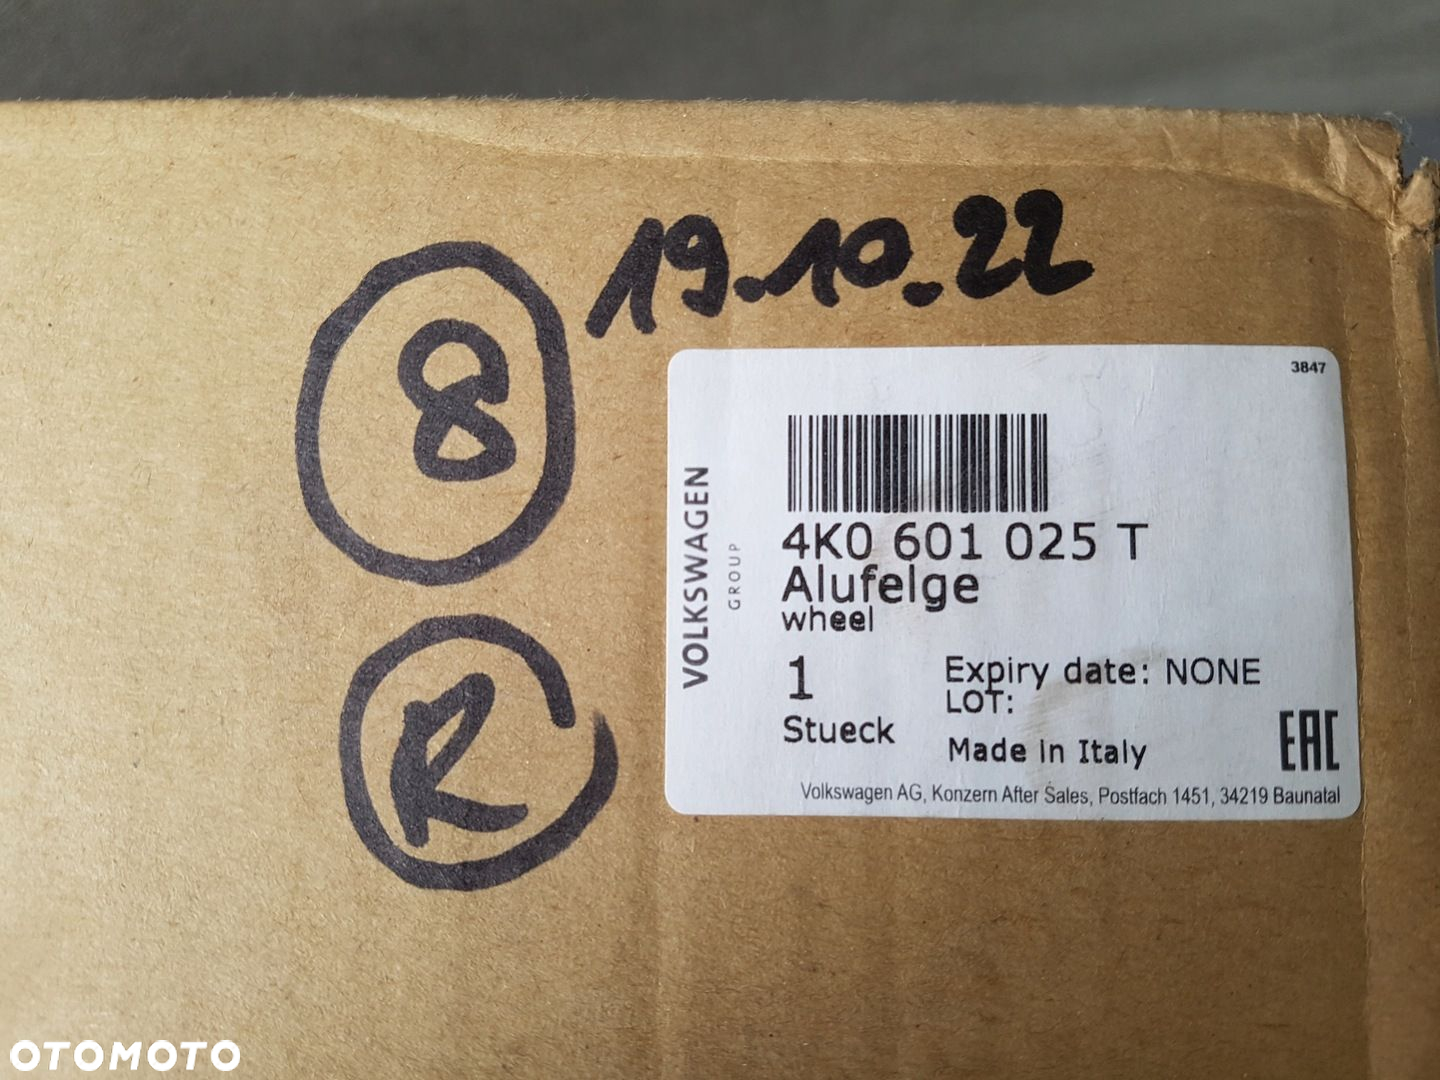 19.10.22
8
R
3847
VOLKSWAGEN
GROUP
4K0 601 025 T
Alufelge
wheel
1
Stueck
Expiry date: NONE
LOT:
Made in Italy
EAC
Volkswagen AG, Konzern After Sales, Postfach 1451, 34219 Baunatal
OTOMOTO